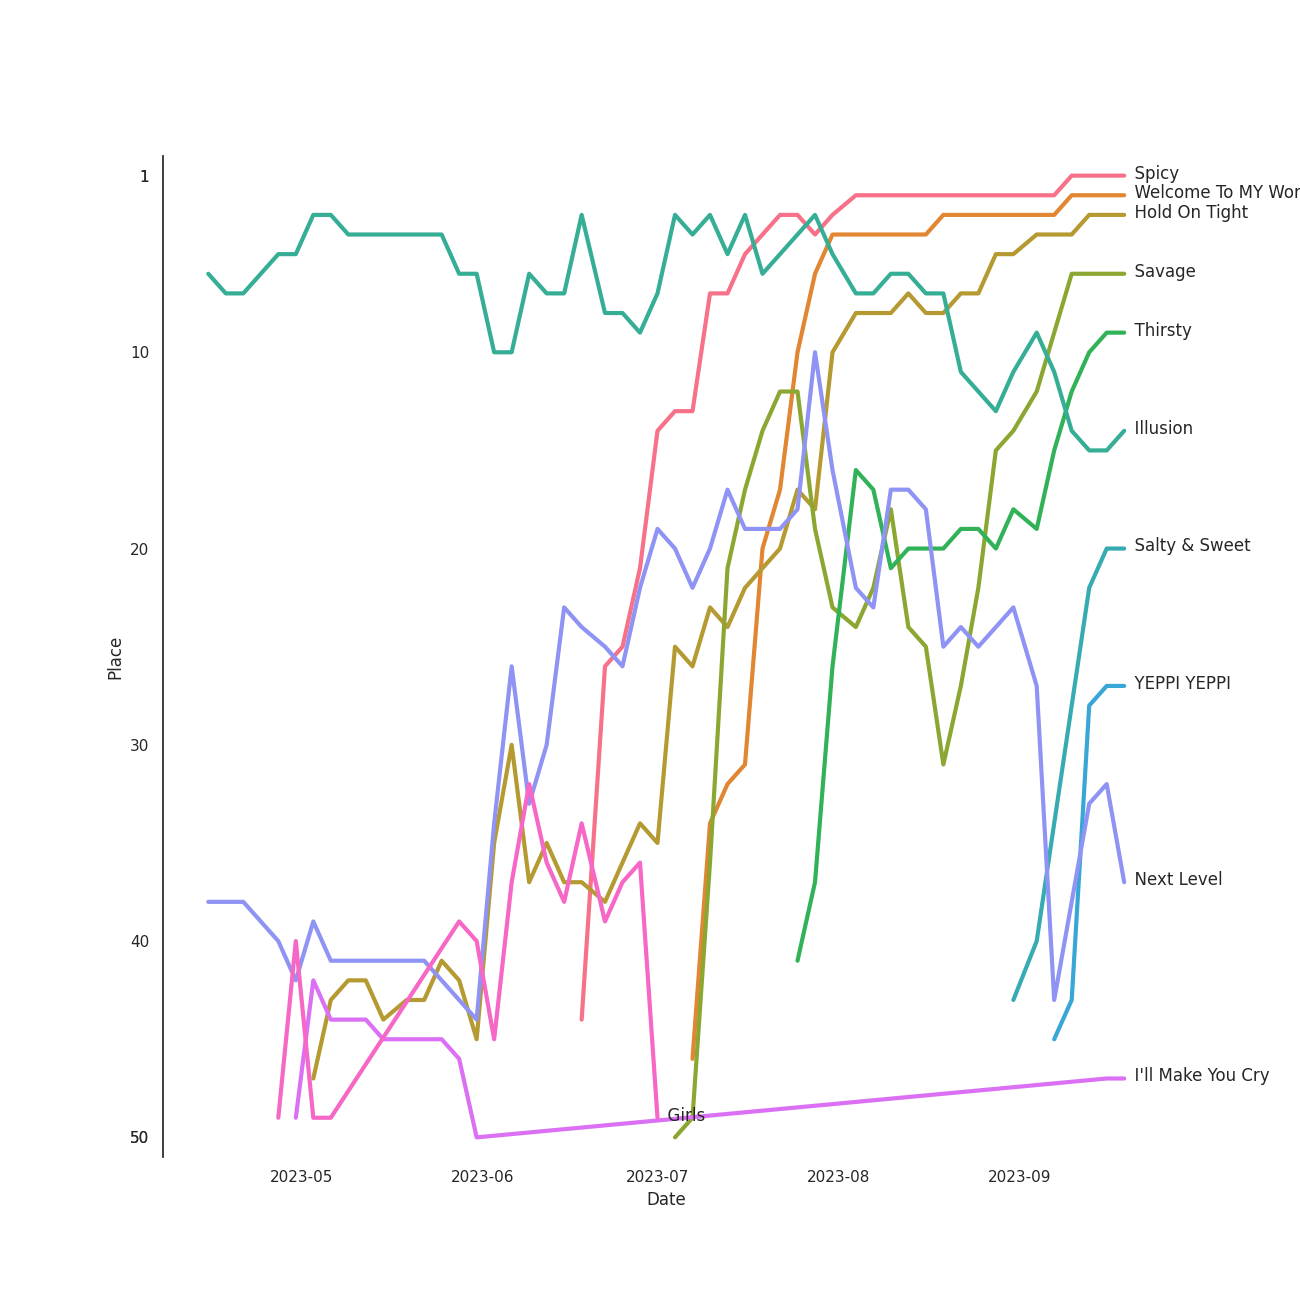 1
10
20
30
40
50
Place
Spicy
Welcome To MY Wor
Hold On Tight
Savage
Thirsty
Illusion
Salty & Sweet
YEPPI YEPPI
Next Level
I'll Make You Cry
Girls
2023-05
2023-06
2023-07
2023-08
2023-09
Date